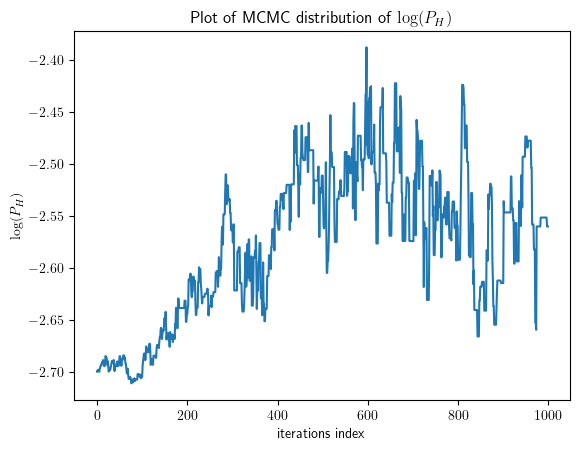 Plot of MCMC distribution of log(P_H)
log(P_H)
−2.40
−2.45
−2.50
−2.55
−2.60
−2.65
−2.70
0 200 400 600 800 1000
iterations index